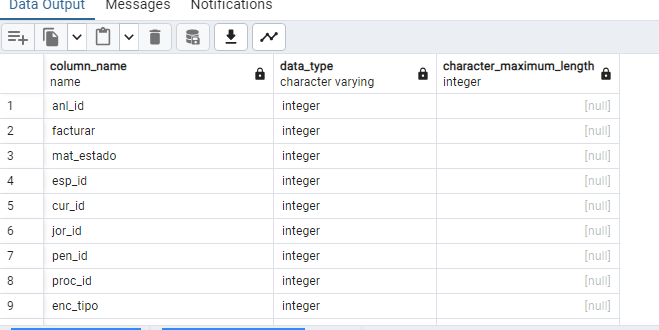 Data Output Messages Notifications
column_name data_type character_maximum_length
name character varying integer
1 anl_id integer [null]
2 facturar integer [null]
3 mat_estado integer [null]
4 esp_id integer [null]
5 cur_id integer [null]
6 jor_id integer [null]
7 pen_id integer [null]
8 proc_id integer [null]
9 enc_tipo integer [null]